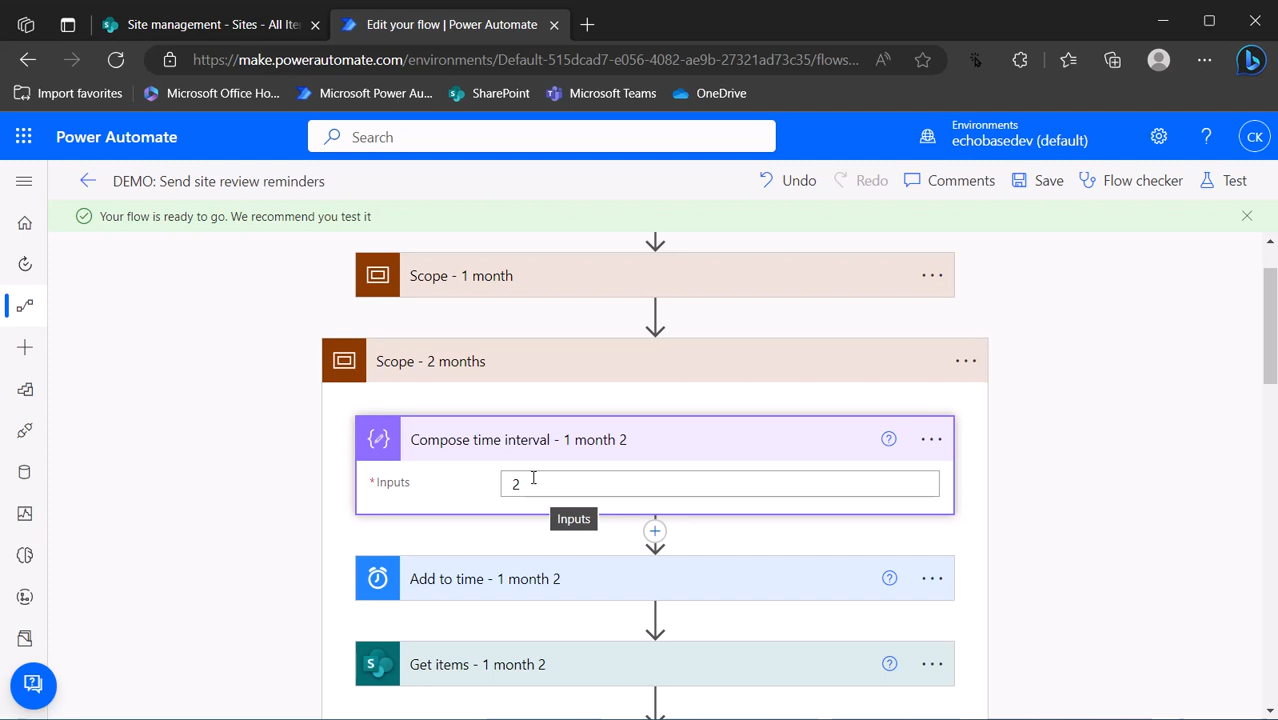 Site management - Sites - All Ite
Edit your flow | Power Automate
https://make.powerautomate.com/environments/Default-515dcad7-e056-4082-ae9b-27321ad73c35/flows...
Import favorites
Microsoft Office Ho...
Microsoft Power Au...
SharePoint
Microsoft Teams
OneDrive
Power Automate
Search
Environments
echobasedev (default)
CK
DEMO: Send site review reminders
Undo
Redo
Comments
Save
Flow checker
Test
Your flow is ready to go. We recommend you test it
Scope - 1 month
Scope - 2 months
Compose time interval - 1 month 2
* Inputs
2
Inputs
Add to time - 1 month 2
Get items - 1 month 2